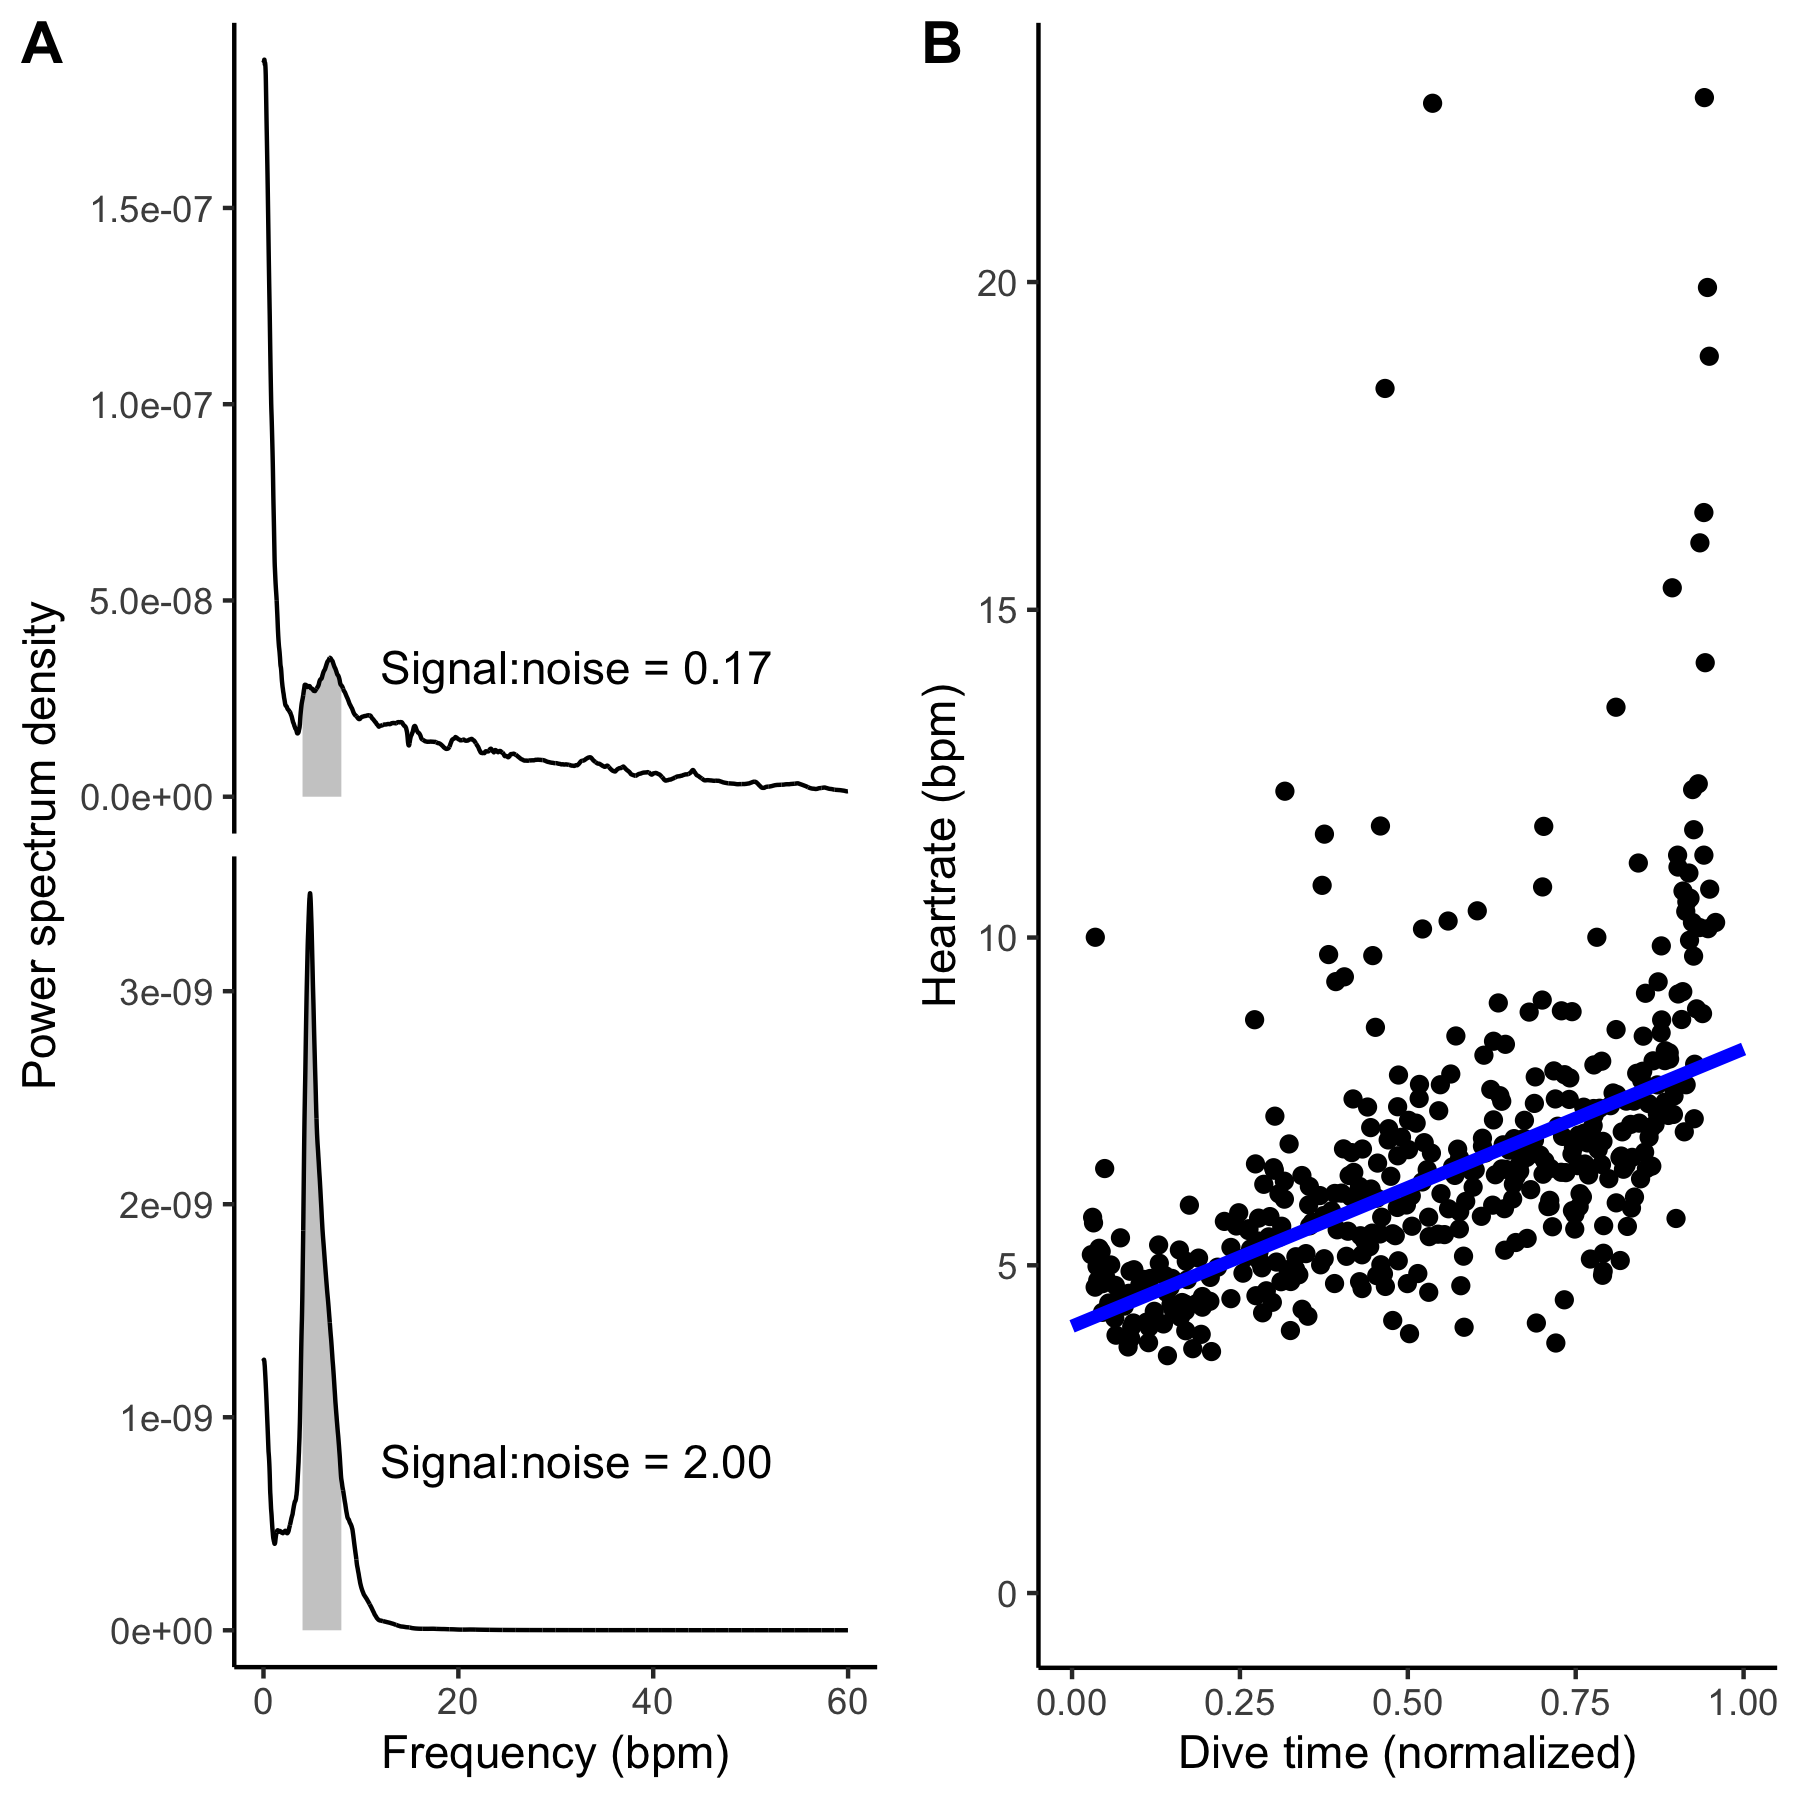 A
Power spectrum density
1.5e-07
1.0e-07
5.0e-08
0.0e+00
Signal:noise = 0.17
3e-09
2e-09
1e-09
0e+00
Signal:noise = 2.00
0 20 40 60
Frequency (bpm)
B
Heartrate (bpm)
20
15
10
5
0
0.00 0.25 0.50 0.75 1.00
Dive time (normalized)